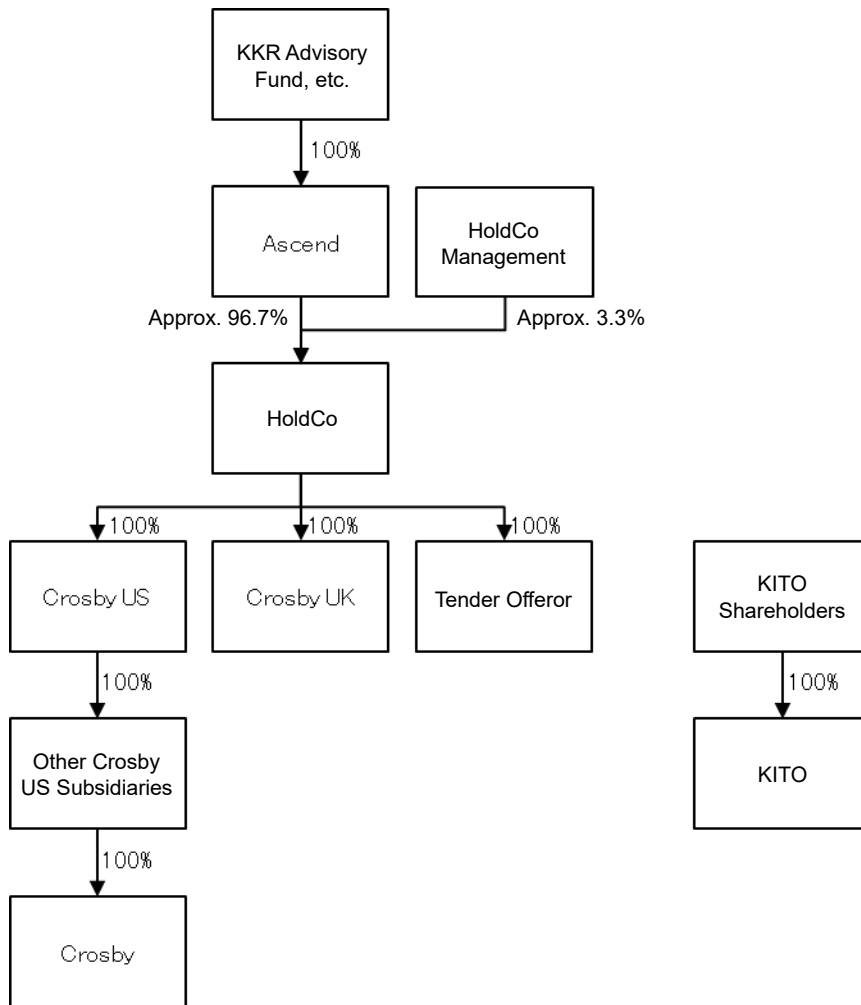 KKR Advisory
Fund, etc.
100%
Ascend
HoldCo
Management
Approx. 96.7%
Approx. 3.3%
HoldCo
100%
100%
100%
Crosby US
Crosby UK
Tender Offeror
KITO
Shareholders
100%
100%
Other Crosby
US Subsidiaries
KITO
100%
Crosby